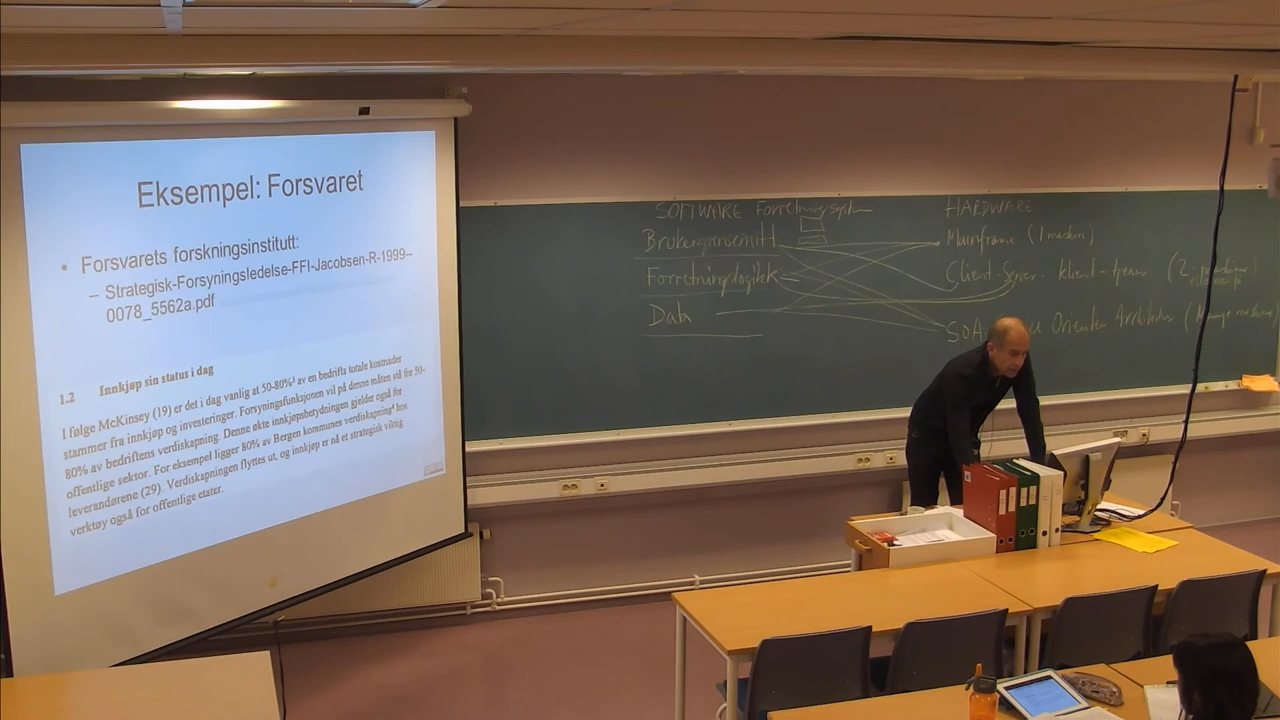 Eksempel: Forsvaret
• Forsvarets forskningsinstitutt:
– Strategisk-Forsyningsledelse-FFI-Jacobsen-R-1999--
0078_5562a.pdf
1.2 Innkjøp sin status i dag
I følge McKinsey (19) er det i dag vanlig at 50-80%³ av en bedrifts totale kostnader
stammer fra innkjøp og investeringer. Forsyningsfunksjonen vil på denne måten stå for 50-
80% av bedriftens verdiskapning. Denne økte innkjøpsbetydningen gjelder også for
offentlige sektor. For eksempel ligger 80% av Bergen kommunes verdiskapning⁴ hos
leverandørene (29). Verdiskapningen flyttes ut, og innkjøp er nå et strategisk viktig
verktøy også for offentlige etater.
SOFTWARE Forretningssystem
Brukergrensesnitt
Forretningslogikk
Data
HARDWARE
Mainframe (1 maskin)
Client-Server - klient-tjener (2
SOA Orienten